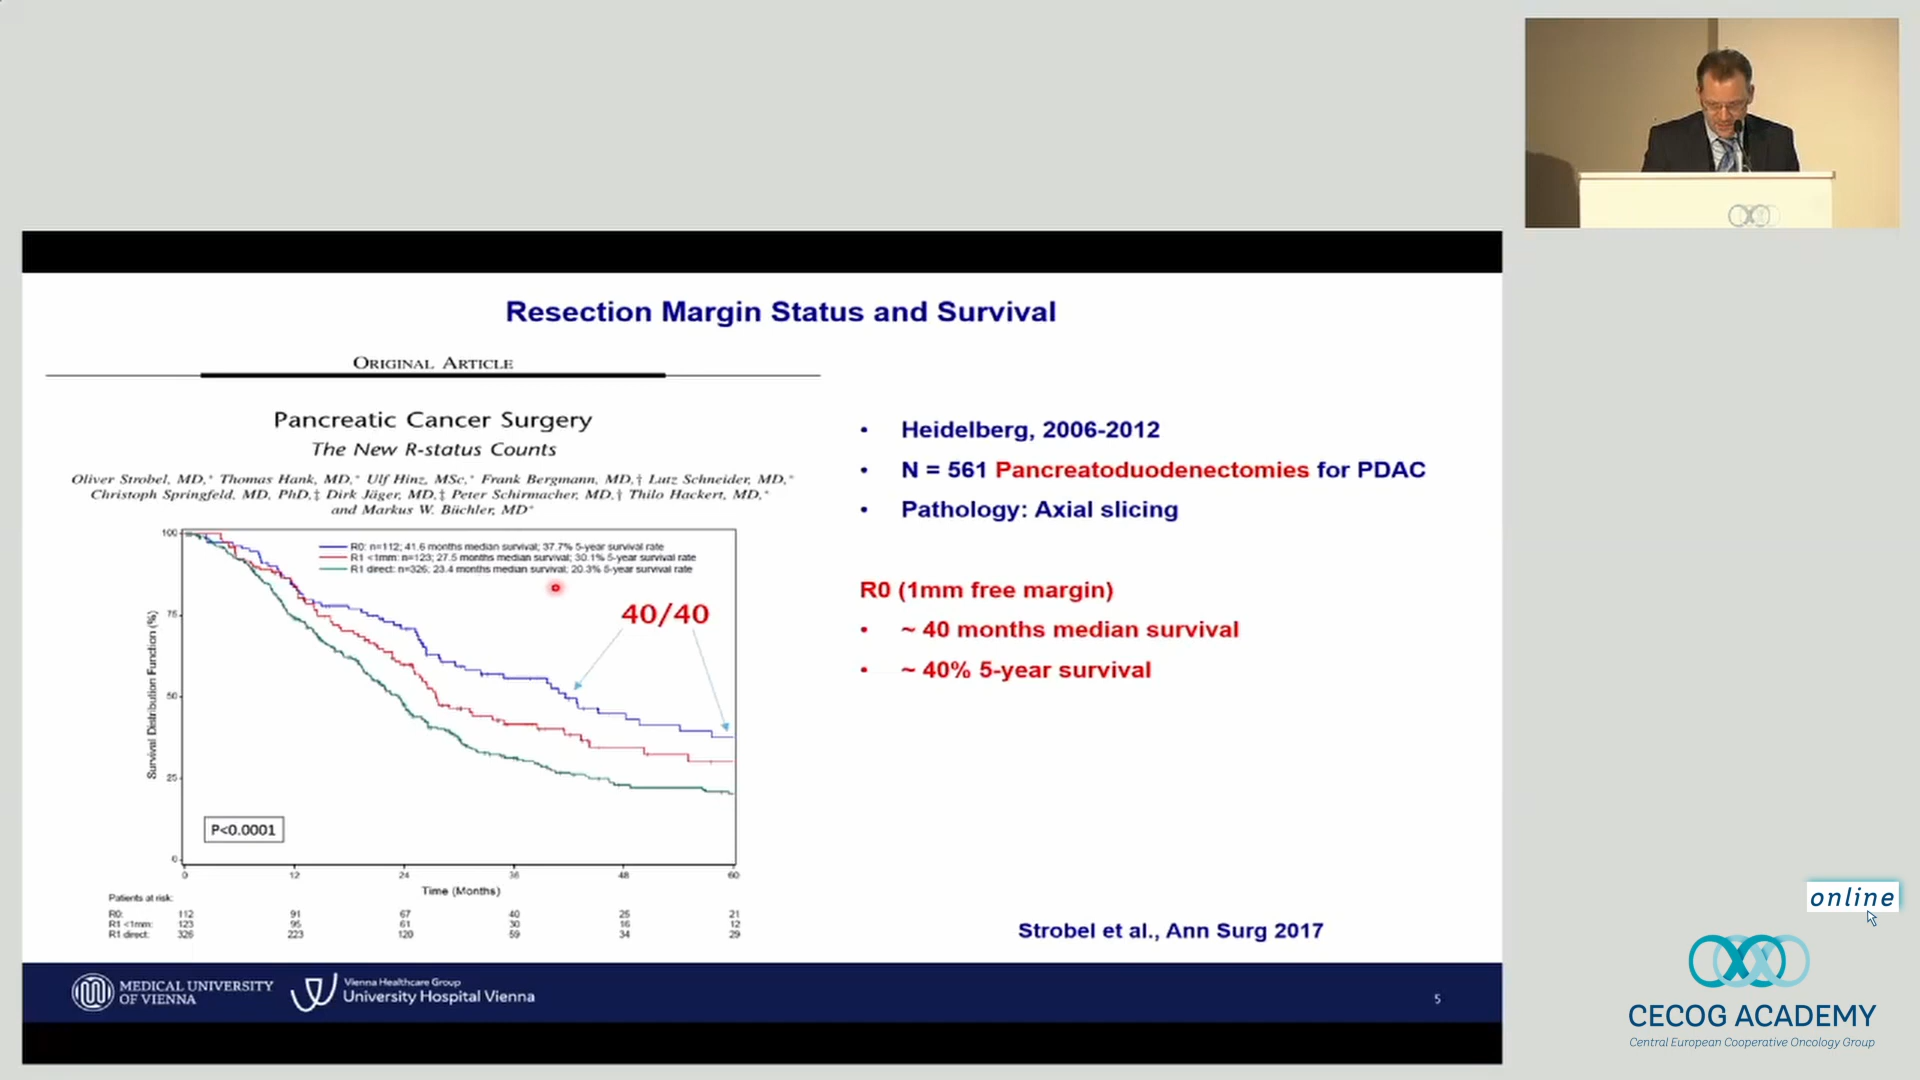 Resection Margin Status and Survival
ORIGINAL ARTICLE
Pancreatic Cancer Surgery
The New R-status Counts
Oliver Strobel, MD,* Thomas Hank, MD,* Ulf Hinz, MSc,* Frank Bergmann, MD,† Lutz Schneider, MD,*
Christoph Springfeld, MD, PhD,‡ Dirk Jäger, MD,‡ Peter Schirmacher, MD,† Thilo Hackert, MD,*
and Markus W. Büchler, MD*
R0: n=112; 41.6 months median survival; 37.7% 5-year survival rate
R1 <1mm: n=123; 27.5 months median survival; 30.1% 5-year survival rate
R1 direct: n=326; 23.4 months median survival; 20.3% 5-year survival rate
40/40
Survival Distribution Function (%)
100
75
50
25
0
P<0.0001
0 12 24 36 48 60
Time (Months)
Patients at risk:
R0: 112 91 67 40 25 21
R1 <1mm: 123 95 61 30 16 12
R1 direct: 326 223 120 59 34 29
• Heidelberg, 2006-2012
• N = 561 Pancreatoduodenectomies for PDAC
• Pathology: Axial slicing
R0 (1mm free margin)
• ~ 40 months median survival
• ~ 40% 5-year survival
Strobel et al., Ann Surg 2017
MEDICAL UNIVERSITY
OF VIENNA
Vienna Healthcare Group
University Hospital Vienna
5
online
CECOG ACADEMY
Central European Cooperative Oncology Group